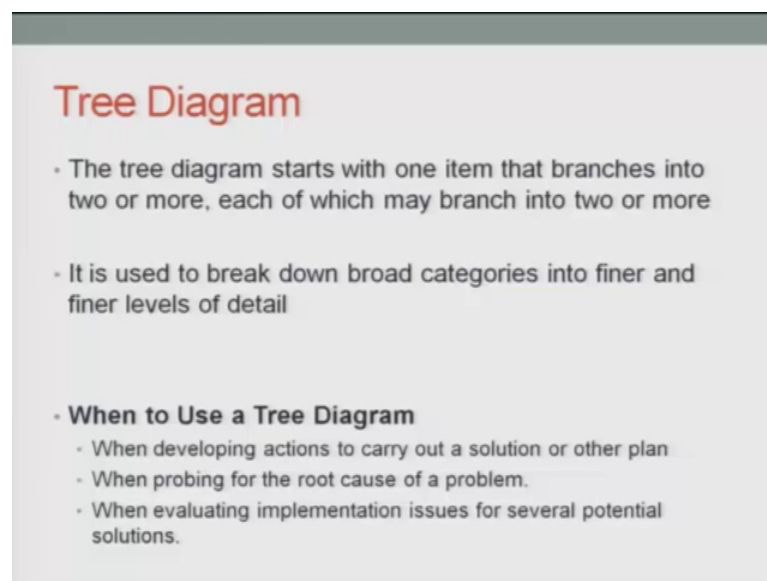 Tree Diagram
• The tree diagram starts with one item that branches into
two or more, each of which may branch into two or more
• It is used to break down broad categories into finer and
finer levels of detail
• When to Use a Tree Diagram
• When developing actions to carry out a solution or other plan
• When probing for the root cause of a problem.
• When evaluating implementation issues for several potential
solutions.